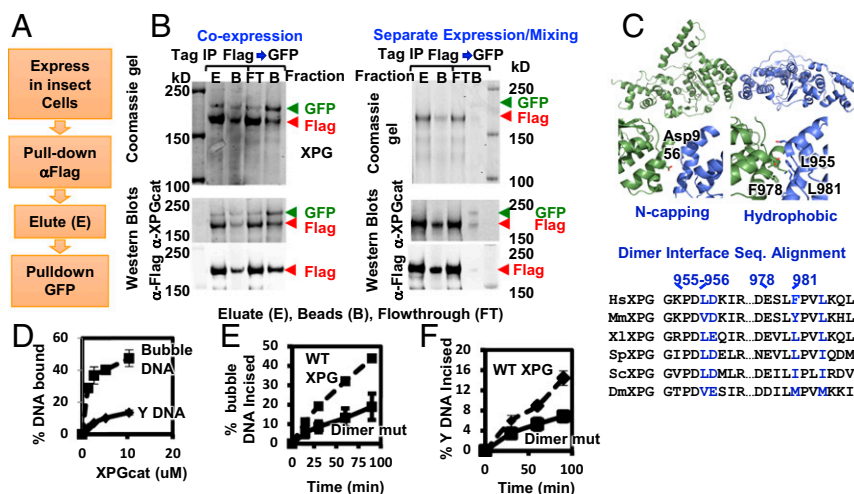 A
Express
in insect
Cells
Pull-down
αFlag
Elute (E)
Pulldown
GFP
B
Co-expression
Tag IP Flag GFP
kD E B FT B Fraction
250
150
100
GFP
Flag
XPG
Coomassie gel
Western Blots
α-Flag α-XPGcat
250
150
GFP
Flag
250
150
Flag
Separate Expression/Mixing
Tag IP Flag GFP
Fraction E B FT B kD
250
150
100
GFP
Flag
Coomassie
gel
Western Blots
α-Flag α-XPGcat
GFP
250
Flag
150
250
Flag
150
Eluate (E), Beads (B), Flowthrough (FT)
C
Asp9
56
F978
L955
L981
N-capping
Hydrophobic
Dimer Interface Seq. Alignment
955-956 978 981
HsXPG GKPDLDKIR…DESLFPVLKQL
MmXPG GKPDVDKIR…DESLYPVLKHL
XlXPG GRPDLEKIR…DESLLPVLKQL
SpXPG GIPDLDELR…NEVLLPVIQDM
ScXPG GVPDLDMLR…DEILIPLIRDV
DmXPG GTPDVESIR…DDILMPVMKKI
D
% DNA bound
60
40
20
0
Bubble
DNA
Y DNA
0 10 20
XPGcat (uM)
E
% bubble
DNA Incised
50
40
30
20
10
0
WT
XPG
Dimer mut
0 25 50 75 100
Time (min)
F
% Y DNA Incised
20
16
12
8
4
0
WT XPG
Dimer mut
0 50 100
Time (min)